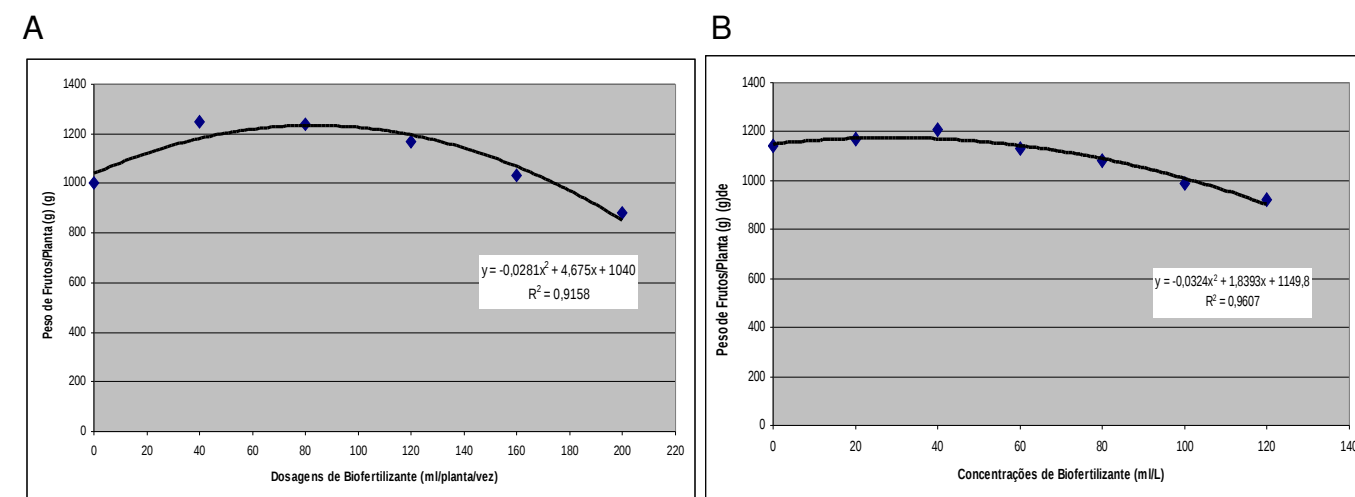 A
1400
1200
1000
800
600
400
200
0
0 20 40 60 80 100 120 140 160 180 200 220
Peso de Frutos/Planta (g) (g)
Dosagens de Biofertilizante (ml/planta/vez)
y = -0,0281x² + 4,675x + 1040
R² = 0,9158
B
1400
1200
1000
800
600
400
200
0
0 20 40 60 80 100 120 140
Peso de Frutos/Planta (g) (g)de
Concentrações de Biofertilizante (ml/L)
y = -0,0324x² + 1,8393x + 1149,8
R² = 0,9607